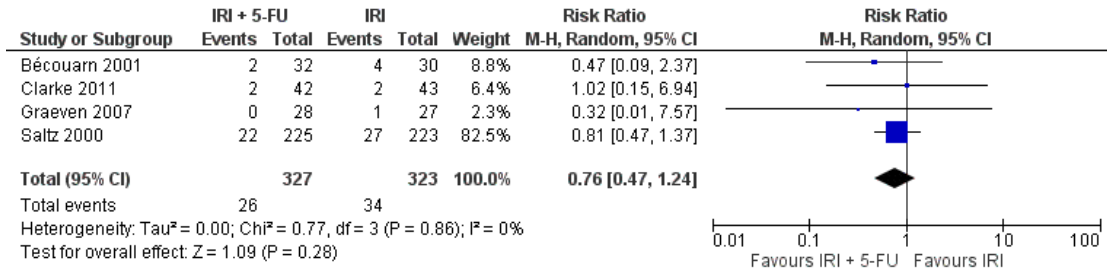 IRI + 5-FU IRI Risk Ratio Risk Ratio
Study or Subgroup Events Total Events Total Weight M-H, Random, 95% CI M-H, Random, 95% CI
Bécouarn 2001 2 32 4 30 8.8% 0.47 [0.09, 2.37]
Clarke 2011 2 42 2 43 6.4% 1.02 [0.15, 6.94]
Graeven 2007 0 28 1 27 2.3% 0.32 [0.01, 7.57]
Saltz 2000 22 225 27 223 82.5% 0.81 [0.47, 1.37]
Total (95% CI) 327 323 100.0% 0.76 [0.47, 1.24]
Total events 26 34
Heterogeneity: Tau² = 0.00; Chi² = 0.77, df = 3 (P = 0.86); I² = 0%
Test for overall effect: Z = 1.09 (P = 0.28)
0.01 0.1 1 10 100
Favours IRI + 5-FU Favours IRI